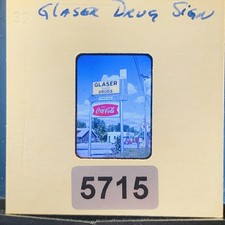 GLASER DRUG SIGN
GLASER
DRUGS
Coca-Cola
5715